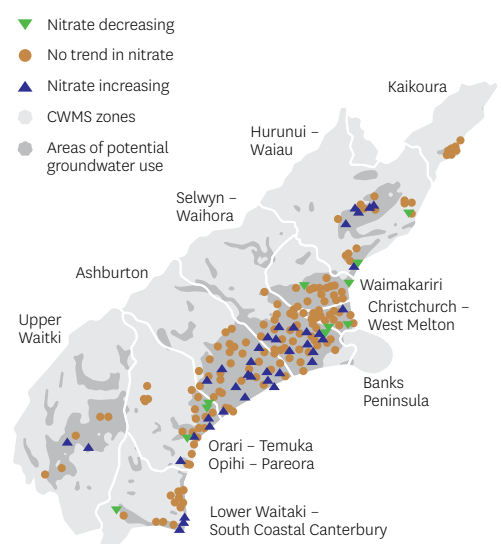 Nitrate decreasing
No trend in nitrate
Nitrate increasing
CWMS zones
Areas of potential
groundwater use
Kaikoura
Hurunui –
Waiau
Selwyn –
Waihora
Ashburton
Upper
Waitki
Waimakariri
Christchurch –
West Melton
Banks
Peninsula
Orari – Temuka
Opihi – Pareora
Lower Waitaki –
South Coastal Canterbury